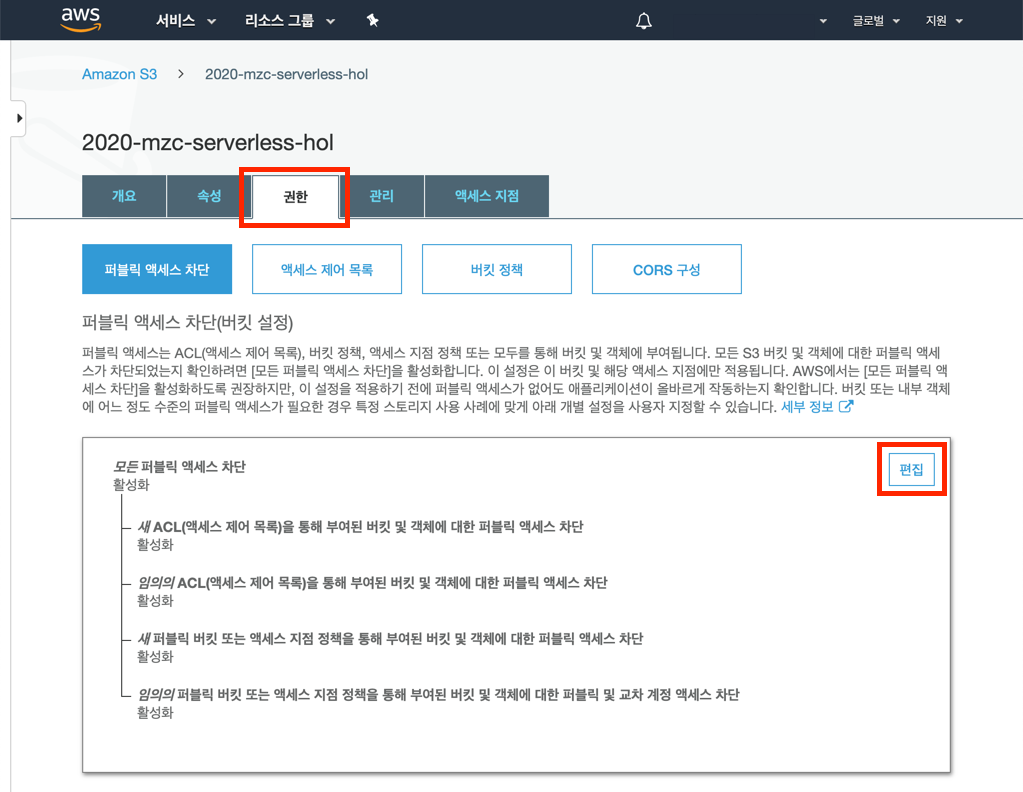 aws 서비스 리소스 그룹 글로벌 지원
Amazon S3 > 2020-mzc-serverless-hol
2020-mzc-serverless-hol
개요 속성 권한 관리 액세스 지점
퍼블릭 액세스 차단 액세스 제어 목록 버킷 정책 CORS 구성
퍼블릭 액세스 차단(버킷 설정)
퍼블릭 액세스는 ACL(액세스 제어 목록), 버킷 정책, 액세스 지점 정책 또는 모두를 통해 버킷 및 객체에 부여됩니다. 모든 S3 버킷 및 객체에 대한 퍼블릭 액세
스가 차단되었는지 확인하려면 [모든 퍼블릭 액세스 차단]을 활성화합니다. 이 설정은 이 버킷 및 해당 액세스 지점에만 적용됩니다. AWS에서는 [모든 퍼블릭 액
세스 차단]을 활성화하도록 권장하지만, 이 설정을 적용하기 전에 퍼블릭 액세스가 없어도 애플리케이션이 올바르게 작동하는지 확인합니다. 버킷 또는 내부 객체
에 어느 정도 수준의 퍼블릭 액세스가 필요한 경우 특정 스토리지 사용 사례에 맞게 아래 개별 설정을 사용자 지정할 수 있습니다. 세부 정보
모든 퍼블릭 액세스 차단
편집
활성화
새 ACL(액세스 제어 목록)을 통해 부여된 버킷 및 객체에 대한 퍼블릭 액세스 차단
활성화
임의의 ACL(액세스 제어 목록)을 통해 부여된 버킷 및 객체에 대한 퍼블릭 액세스 차단
활성화
새 퍼블릭 버킷 또는 액세스 지점 정책을 통해 부여된 버킷 및 객체에 대한 퍼블릭 액세스 차단
활성화
임의의 퍼블릭 버킷 또는 액세스 지점 정책을 통해 부여된 버킷 및 객체에 대한 퍼블릭 및 교차 계정 액세스 차단
활성화